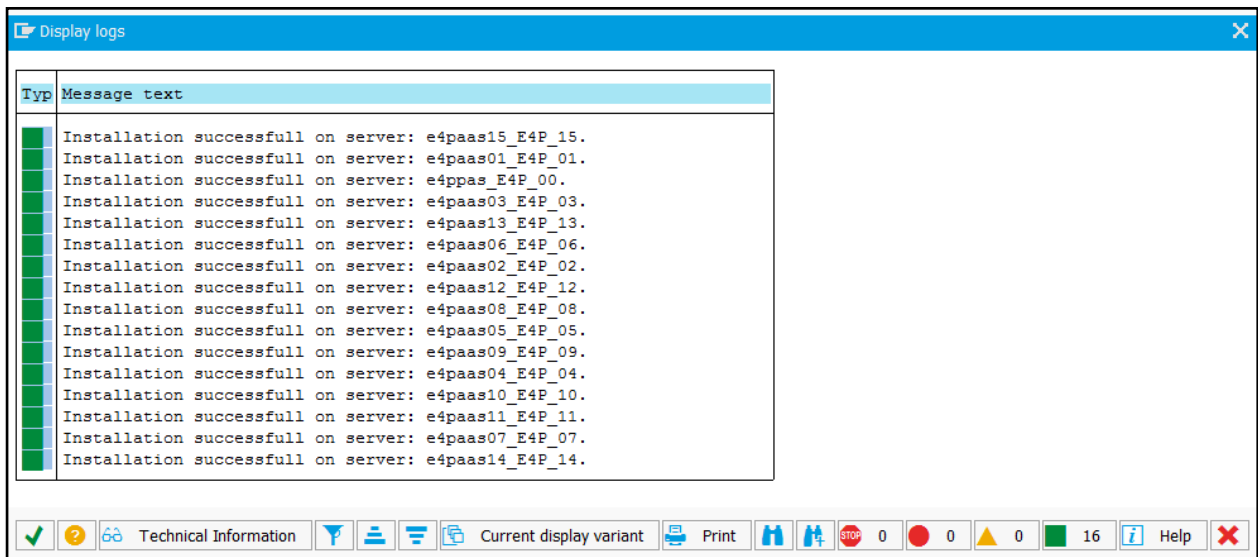 Display logs
Typ Message text
Installation successfull on server: e4paas15_E4P_15.
Installation successfull on server: e4paas01_E4P_01.
Installation successfull on server: e4ppas_E4P_00.
Installation successfull on server: e4paas03_E4P_03.
Installation successfull on server: e4paas13_E4P_13.
Installation successfull on server: e4paas06_E4P_06.
Installation successfull on server: e4paas02_E4P_02.
Installation successfull on server: e4paas12_E4P_12.
Installation successfull on server: e4paas08_E4P_08.
Installation successfull on server: e4paas05_E4P_05.
Installation successfull on server: e4paas09_E4P_09.
Installation successfull on server: e4paas04_E4P_04.
Installation successfull on server: e4paas10_E4P_10.
Installation successfull on server: e4paas11_E4P_11.
Installation successfull on server: e4paas07_E4P_07.
Installation successfull on server: e4paas14_E4P_14.
? Technical Information Current display variant Print STOP 0 0 0 16 i Help